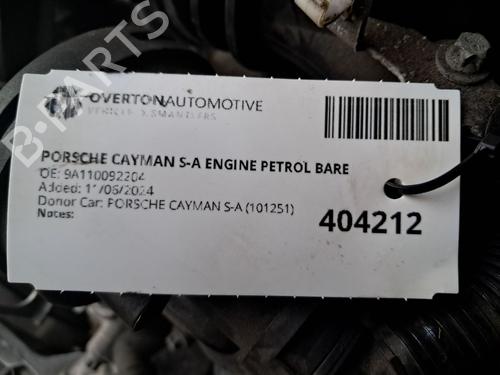 OVERTONAUTOMOTIVE
VEHICLE DISMANTLERS
PORSCHE CAYMAN S-A ENGINE PETROL BARE
OE: 9A110092204
Added: 11/06/2024
Donor Car: PORSCHE CAYMAN S-A (101251)
Notes:
404212
B-PARTS